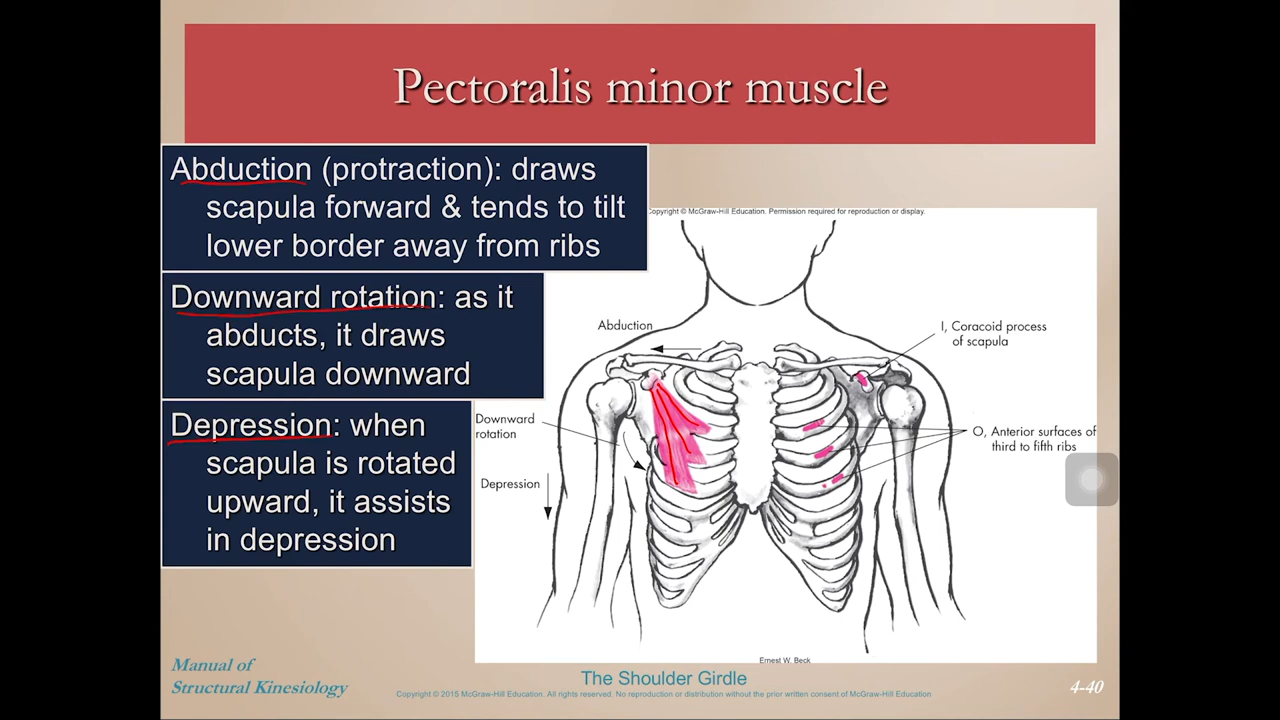 Pectoralis minor muscle
Abduction (protraction): draws
scapula forward & tends to tilt
lower border away from ribs
Downward rotation: as it
abducts, it draws
scapula downward
Depression: when
scapula is rotated
upward, it assists
in depression
Copyright © McGraw-Hill Education. Permission required for reproduction or display.
Abduction
I, Coracoid process
of scapula
Downward
rotation
O, Anterior surfaces of
third to fifth ribs
Depression
Ernest W. Beck
Manual of
Structural Kinesiology
The Shoulder Girdle
Copyright © 2015 McGraw-Hill Education. All rights reserved. No reproduction or distribution without the prior written consent of McGraw-Hill Education
4-40